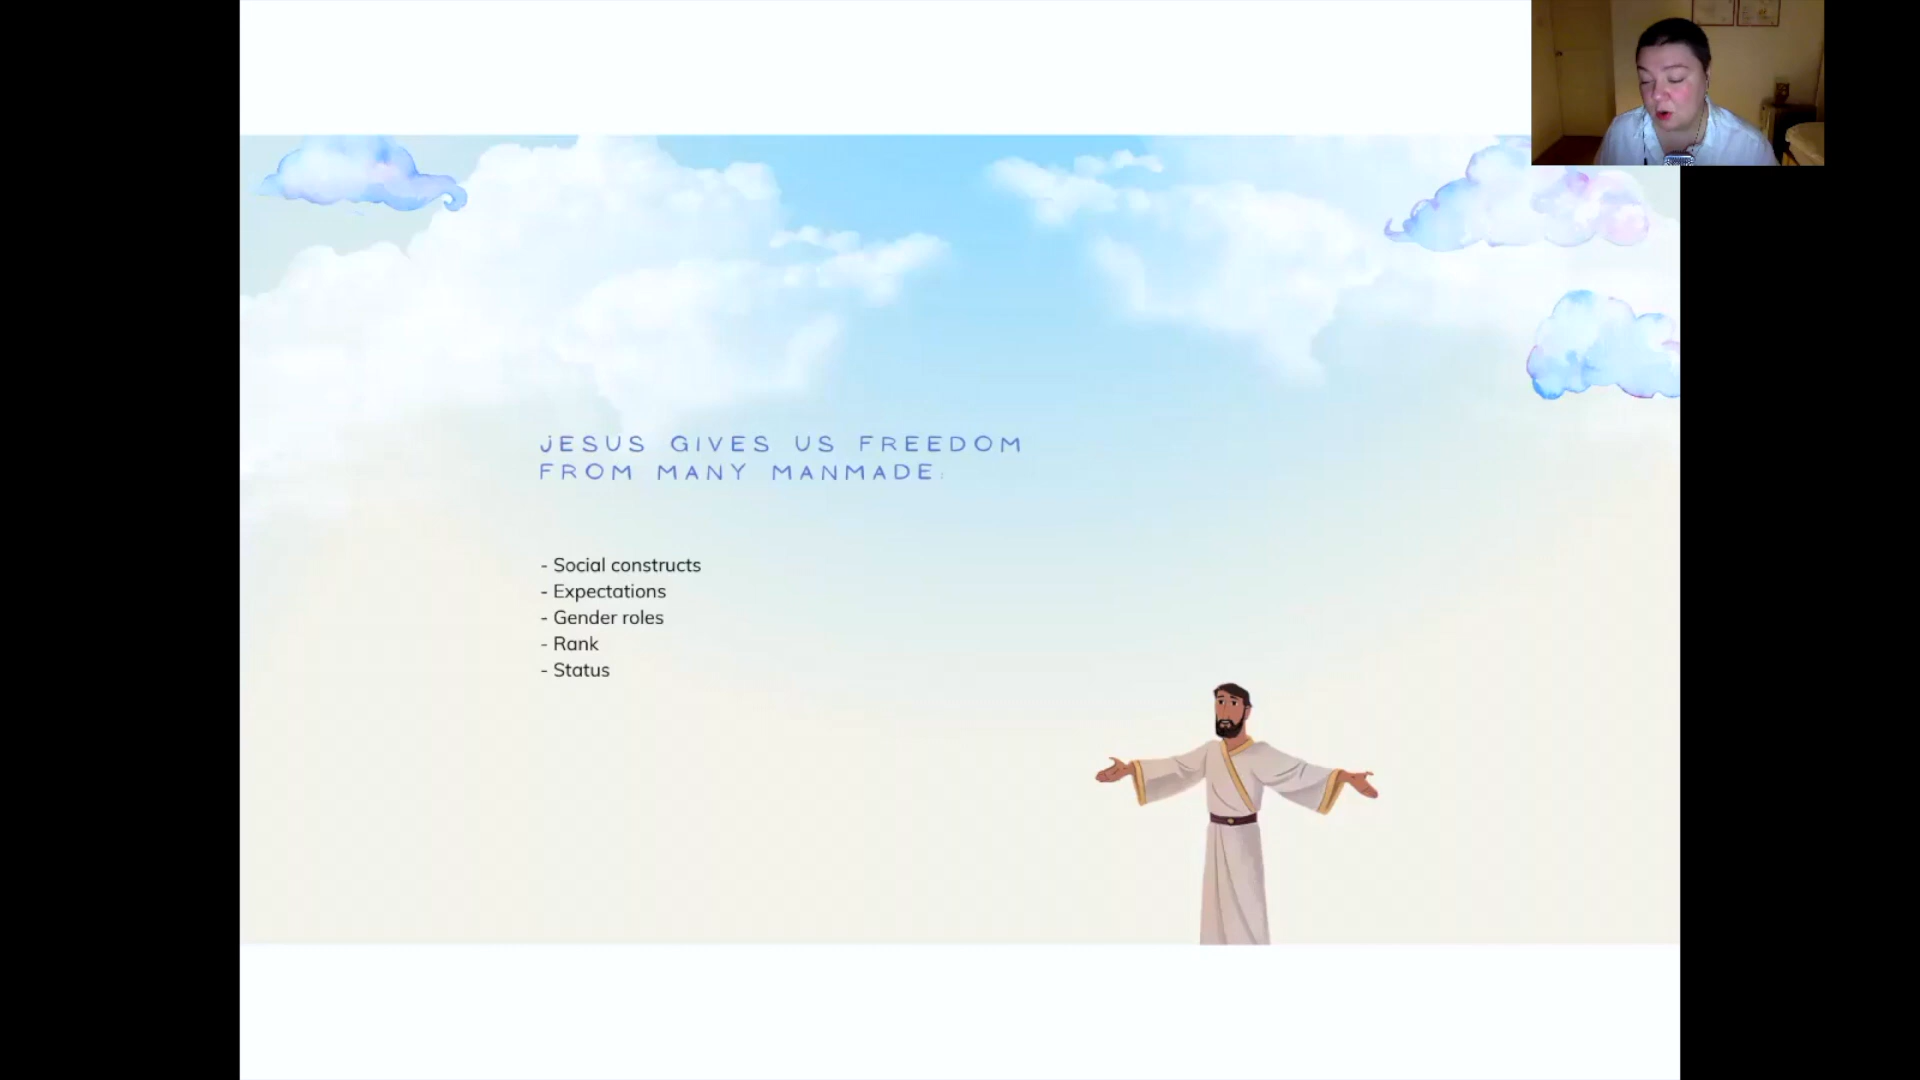 JESUS GIVES US FREEDOM
FROM MANY MANMADE:
- Social constructs
- Expectations
- Gender roles
- Rank
- Status